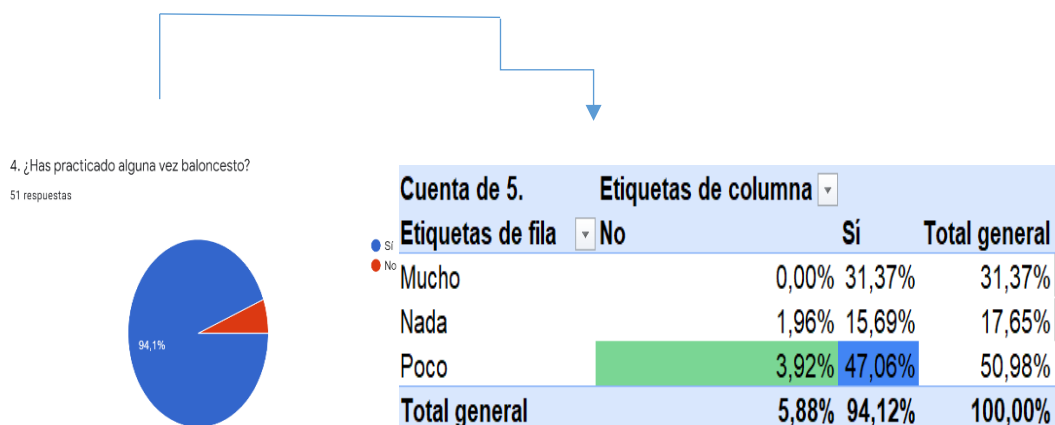 4. ¿Has practicado alguna vez baloncesto?
51 respuestas
Sí
No
94,1%
Cuenta de 5. Etiquetas de columna
Etiquetas de fila No Sí Total general
Mucho 0,00% 31,37% 31,37%
Nada 1,96% 15,69% 17,65%
Poco 3,92% 47,06% 50,98%
Total general 5,88% 94,12% 100,00%